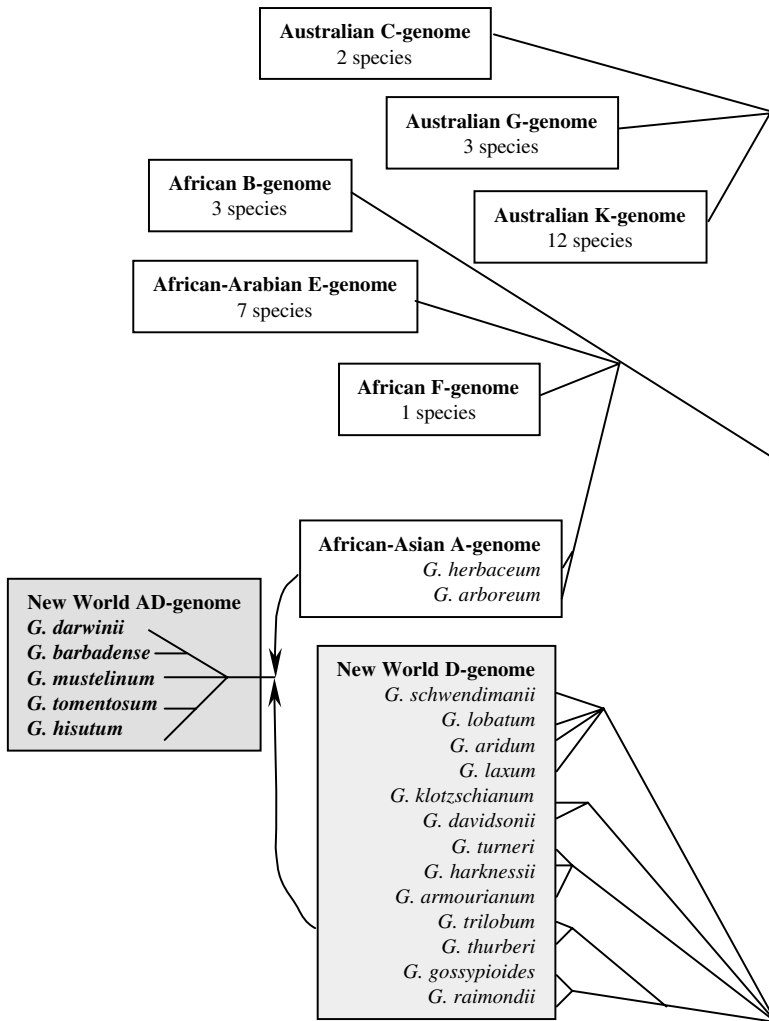 Australian C-genome
2 species
Australian G-genome
3 species
African B-genome
3 species
Australian K-genome
12 species
African-Arabian E-genome
7 species
African F-genome
1 species
African-Asian A-genome
G. herbaceum
G. arboreum
New World AD-genome
G. darwinii
G. barbadense
G. mustelinum
G. tomentosum
G. hisutum
New World D-genome
G. schwendimanii
G. lobatum
G. aridum
G. laxum
G. klotzschianum
G. davidsonii
G. turneri
G. harknessii
G. armourianum
G. trilobum
G. thurberi
G. gossypioides
G. raimondii